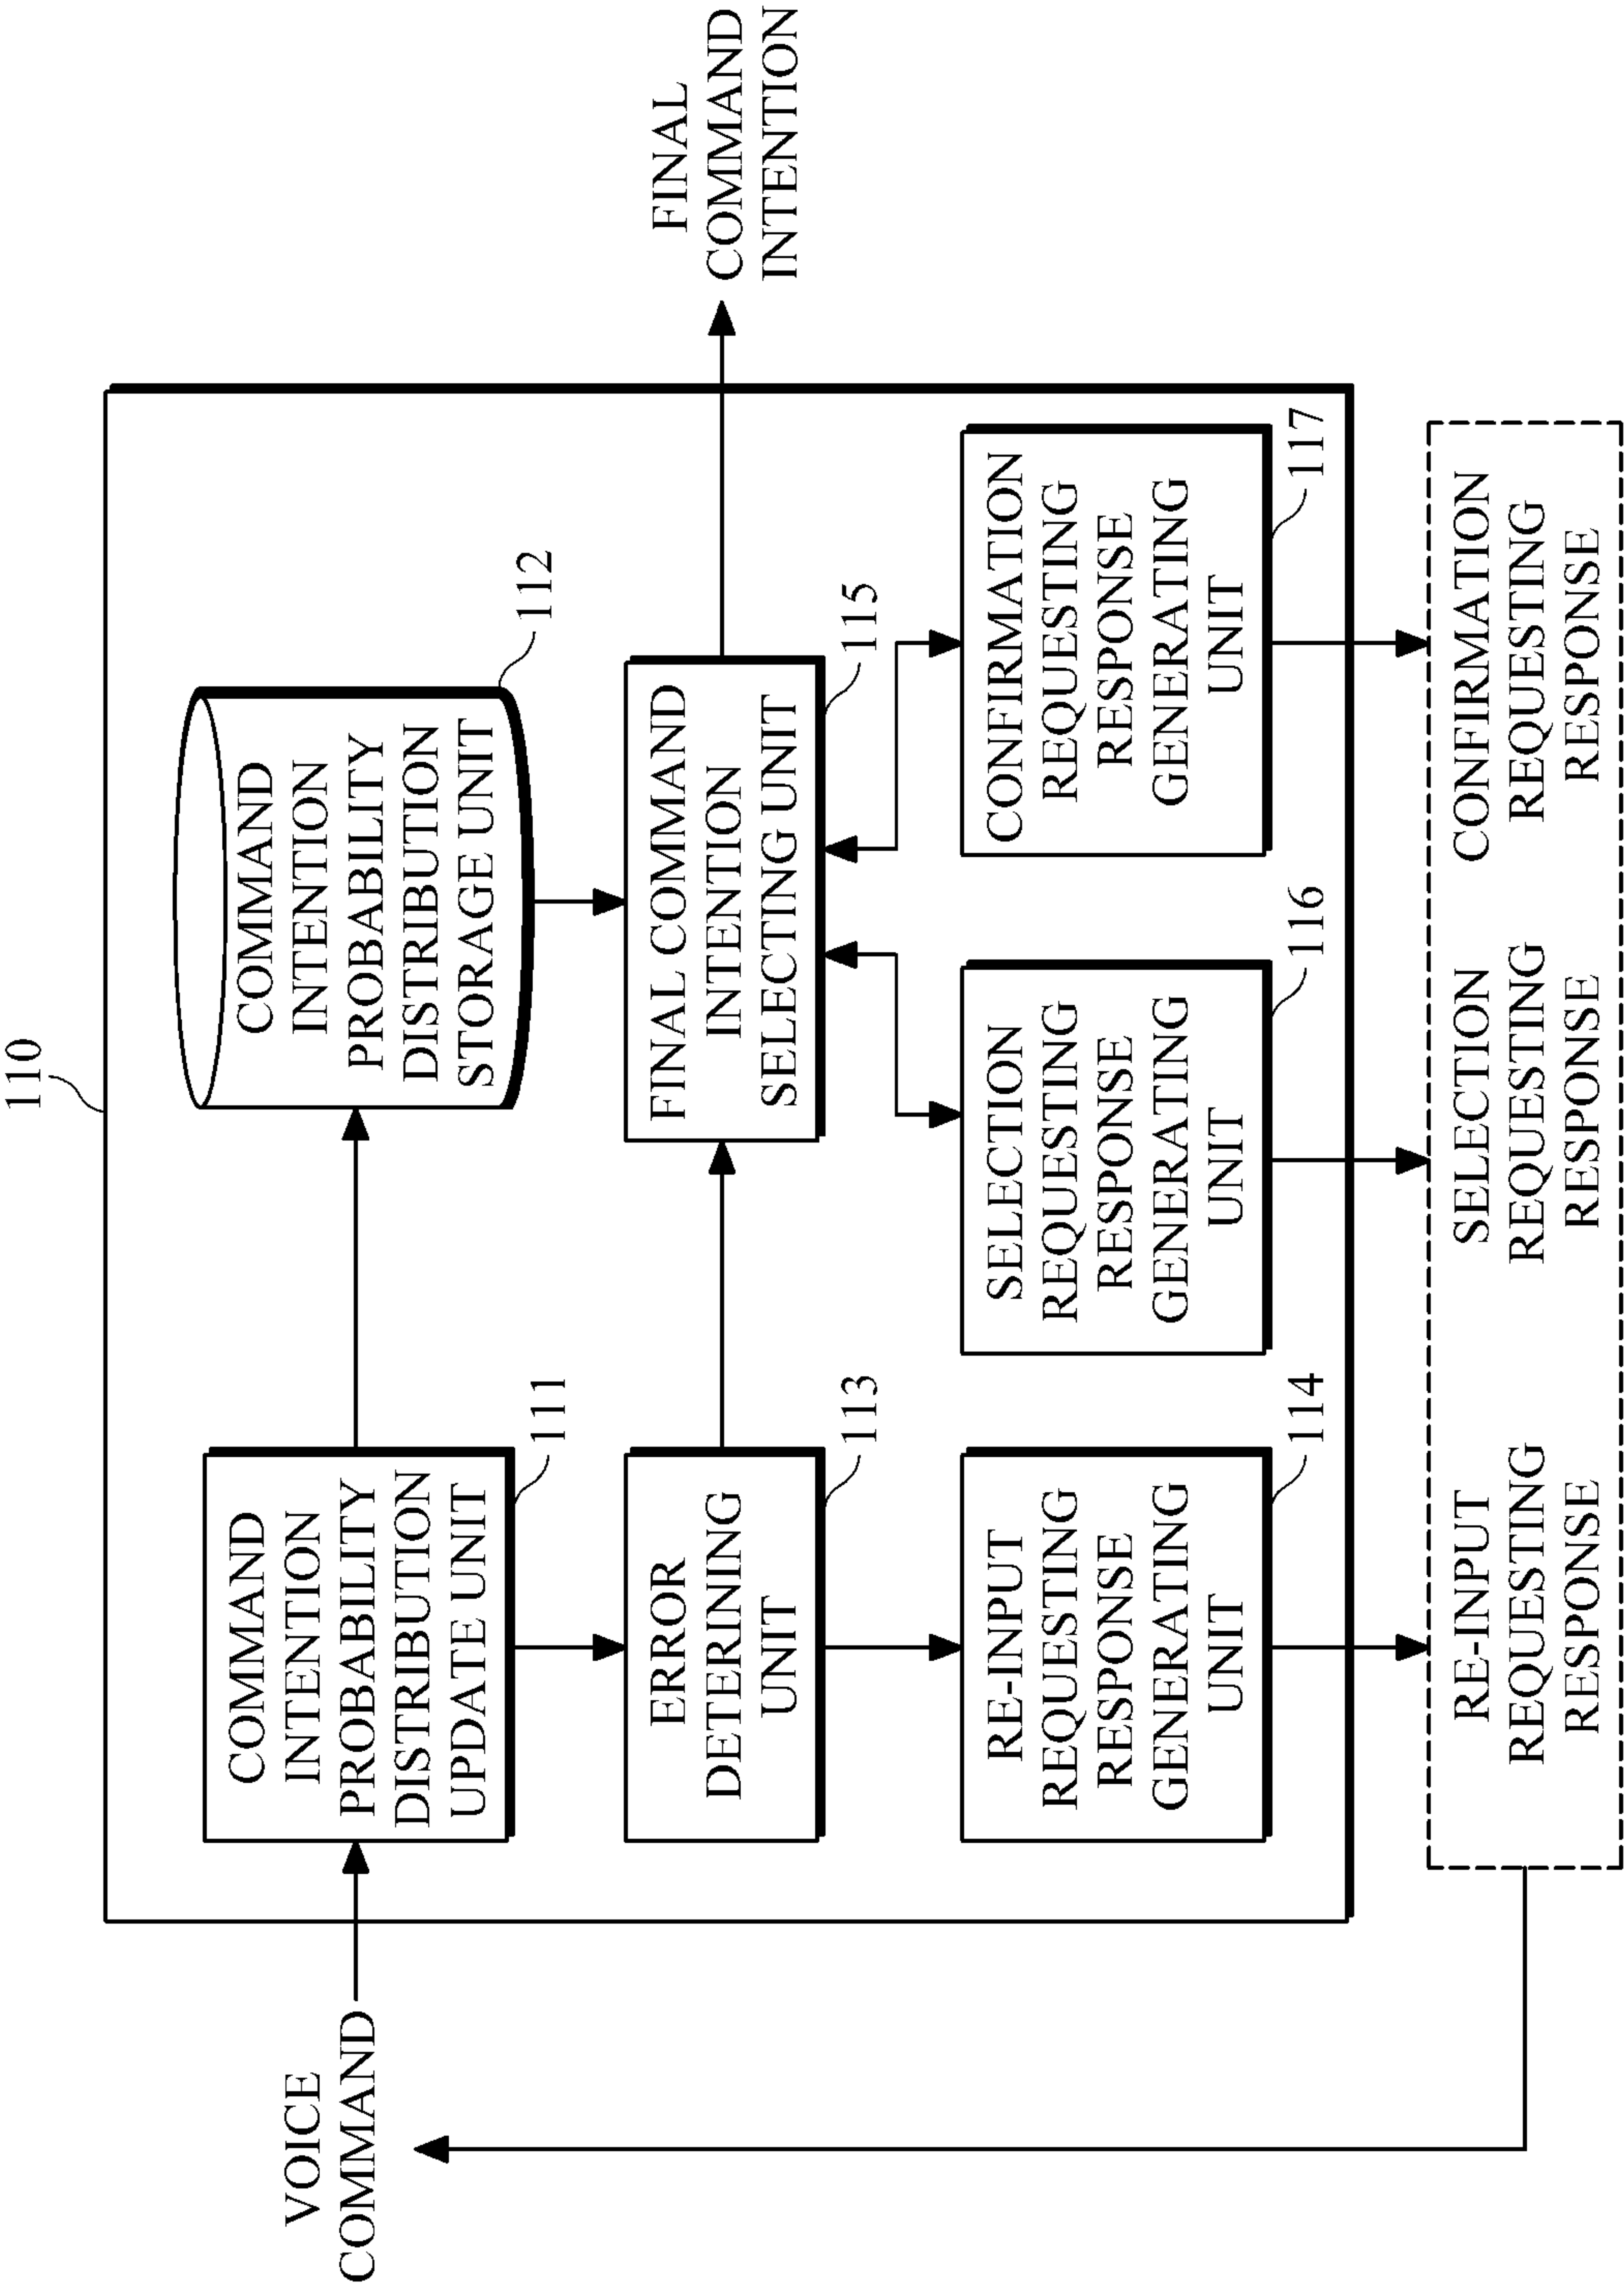 110
VOICE
COMMAND
COMMAND
INTENTION
PROBABILITY
DISTRIBUTION
UPDATE UNIT
111
COMMAND
INTENTION
PROBABILITY
DISTRIBUTION
STORAGE UNIT
112
ERROR
DETERINING
UNIT
113
FINAL COMMAND
INTENTION
SELECTING UNIT
115
FINAL
COMMAND
INTENTION
RE-INPUT
REQUESTING
RESPONSE
GENERATING
UNIT
114
SELECTION
REQUESTING
RESPONSE
GENERATING
UNIT
116
CONFIRMATION
REQUESTING
RESPONSE
GENERATING
UNIT
117
RE-INPUT
REQUESTING
RESPONSE
SELECTION
REQUESTING
RESPONSE
CONFIRMATION
REQUESTING
RESPONSE